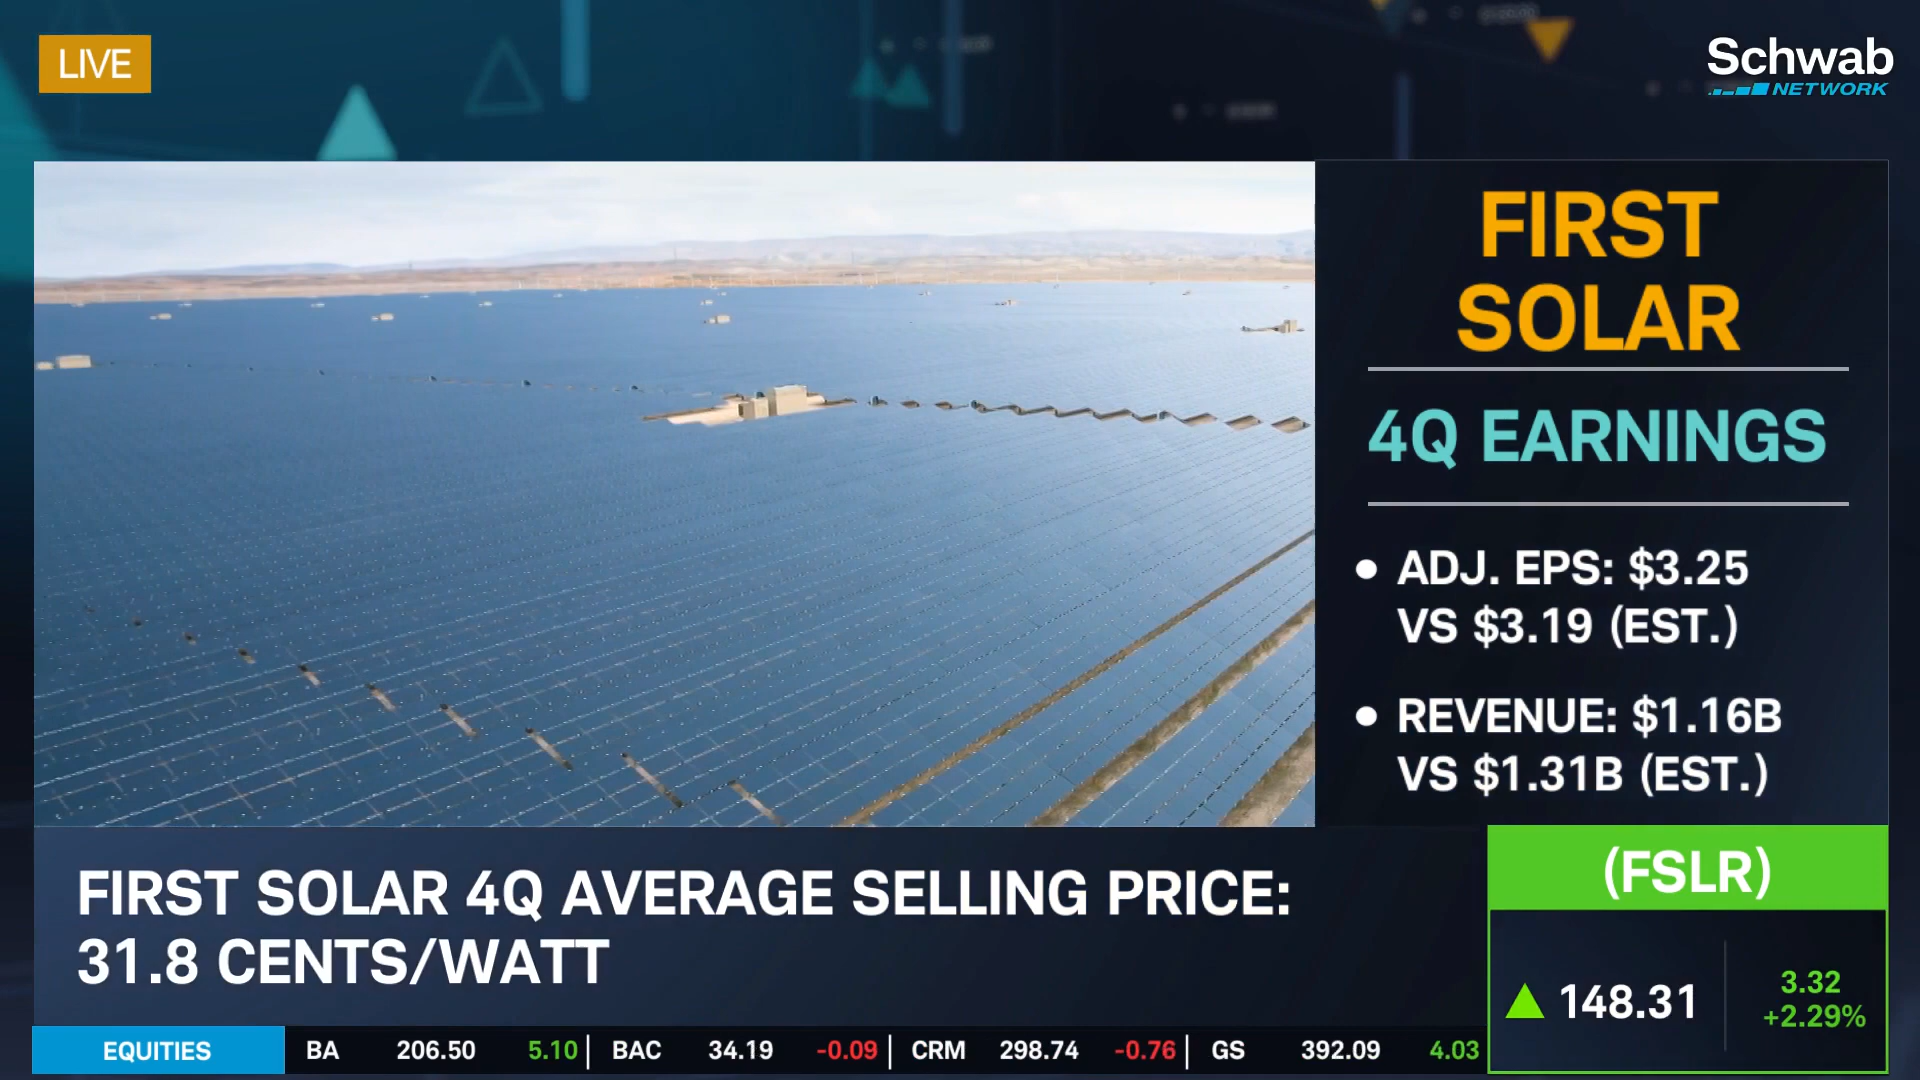 LIVE
Schwab
NETWORK
FIRST
SOLAR
4Q EARNINGS
• ADJ. EPS: $3.25
VS $3.19 (EST.)
• REVENUE: $1.16B
VS $1.31B (EST.)
FIRST SOLAR 4Q AVERAGE SELLING PRICE:
31.8 CENTS/WATT
(FSLR)
▲ 148.31
3.32
+2.29%
EQUITIES BA 206.50 5.10 | BAC 34.19 -0.09 | CRM 298.74 -0.76 | GS 392.09 4.03